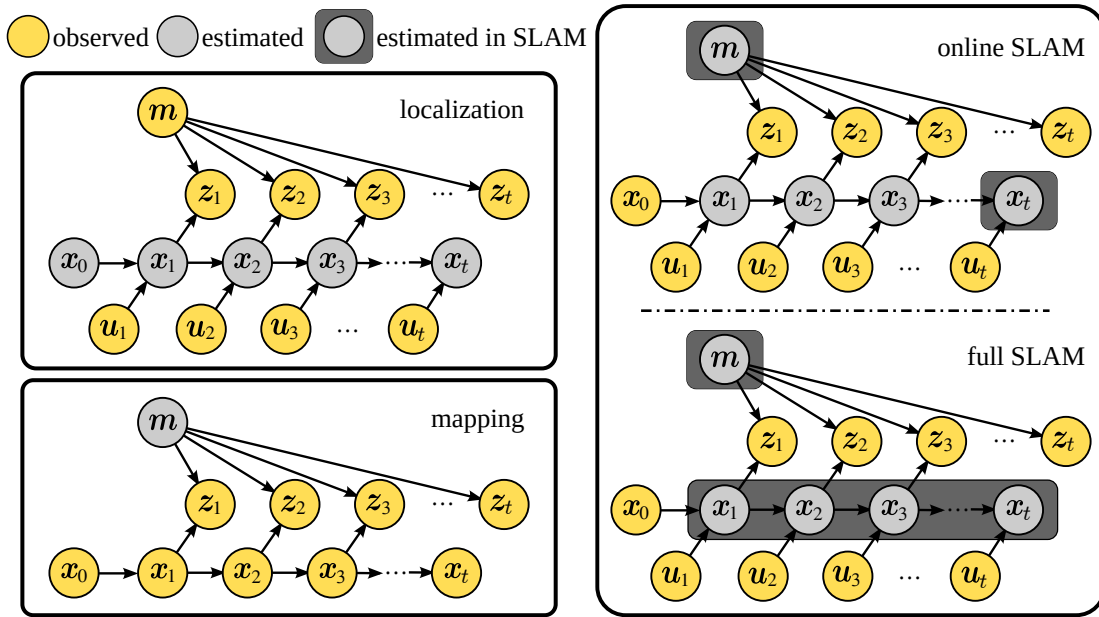 observed estimated estimated in SLAM
localization
m
z₁ z₂ z₃ ... zₜ
x₀ x₁ x₂ x₃ ... xₜ
u₁ u₂ u₃ ... uₜ
mapping
m
z₁ z₂ z₃ ... zₜ
x₀ x₁ x₂ x₃ ... xₜ
online SLAM
m
z₁ z₂ z₃ ... zₜ
x₀ x₁ x₂ x₃ ... xₜ
u₁ u₂ u₃ ... uₜ
full SLAM
m
z₁ z₂ z₃ ... zₜ
x₀ x₁ x₂ x₃ ... xₜ
u₁ u₂ u₃ ... uₜ